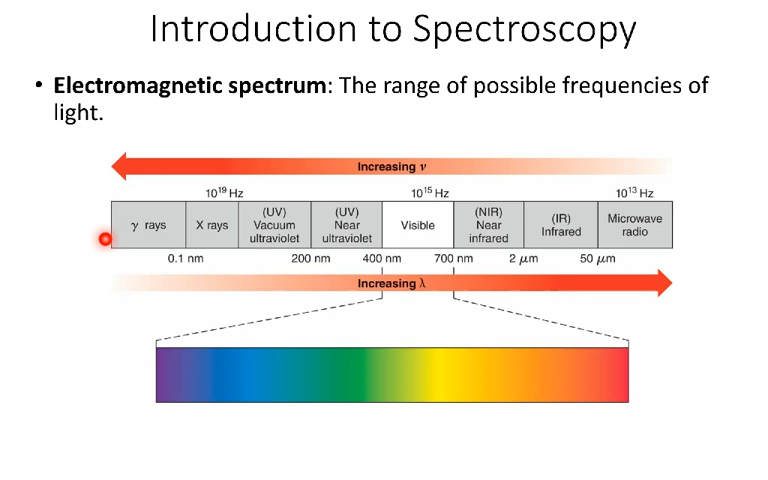 Introduction to Spectroscopy
• Electromagnetic spectrum: The range of possible frequencies of
light.
Increasing ν
10¹⁹ Hz 10¹⁵ Hz 10¹³ Hz
γ rays
X rays
(UV)
Vacuum
ultraviolet
(UV)
Near
ultraviolet
Visible
(NIR)
Near
infrared
(IR)
Infrared
Microwave
radio
0.1 nm 200 nm 400 nm 700 nm 2 μm 50 μm
Increasing λ